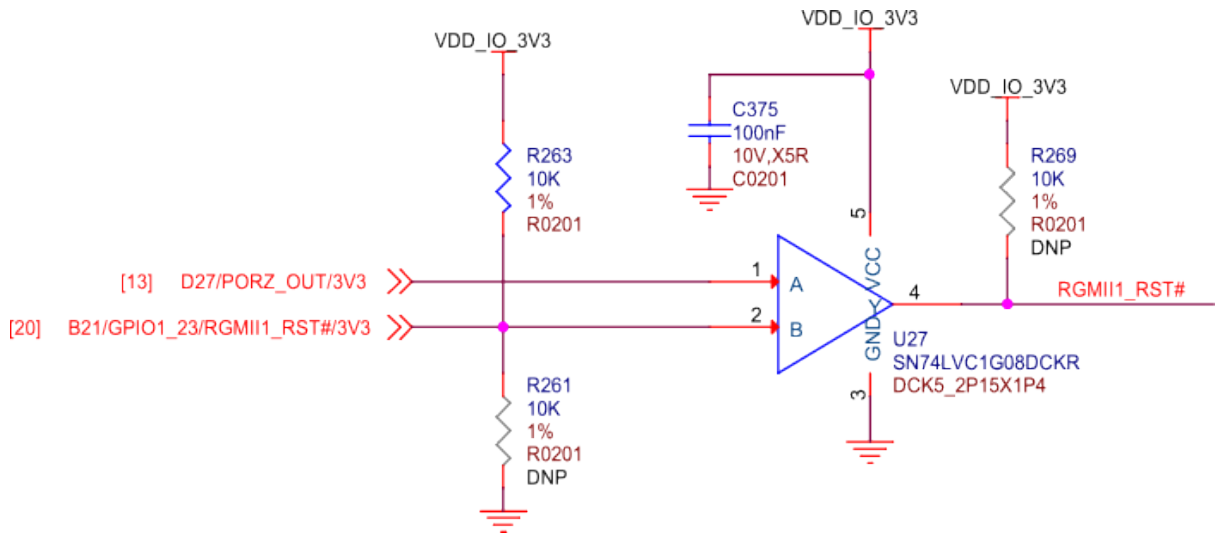 VDD_IO_3V3
VDD_IO_3V3
VDD_IO_3V3
C375
100nF
10V,X5R
C0201
R263
10K
1%
R0201
R269
10K
1%
R0201
DNP
5
VCC
[13] D27/PORZ_OUT/3V3
1
A
Y
4
RGMII1_RST#
[20] B21/GPIO1_23/RGMII1_RST#/3V3
2
B
GND
3
U27
SN74LVC1G08DCKR
DCK5_2P15X1P4
R261
10K
1%
R0201
DNP